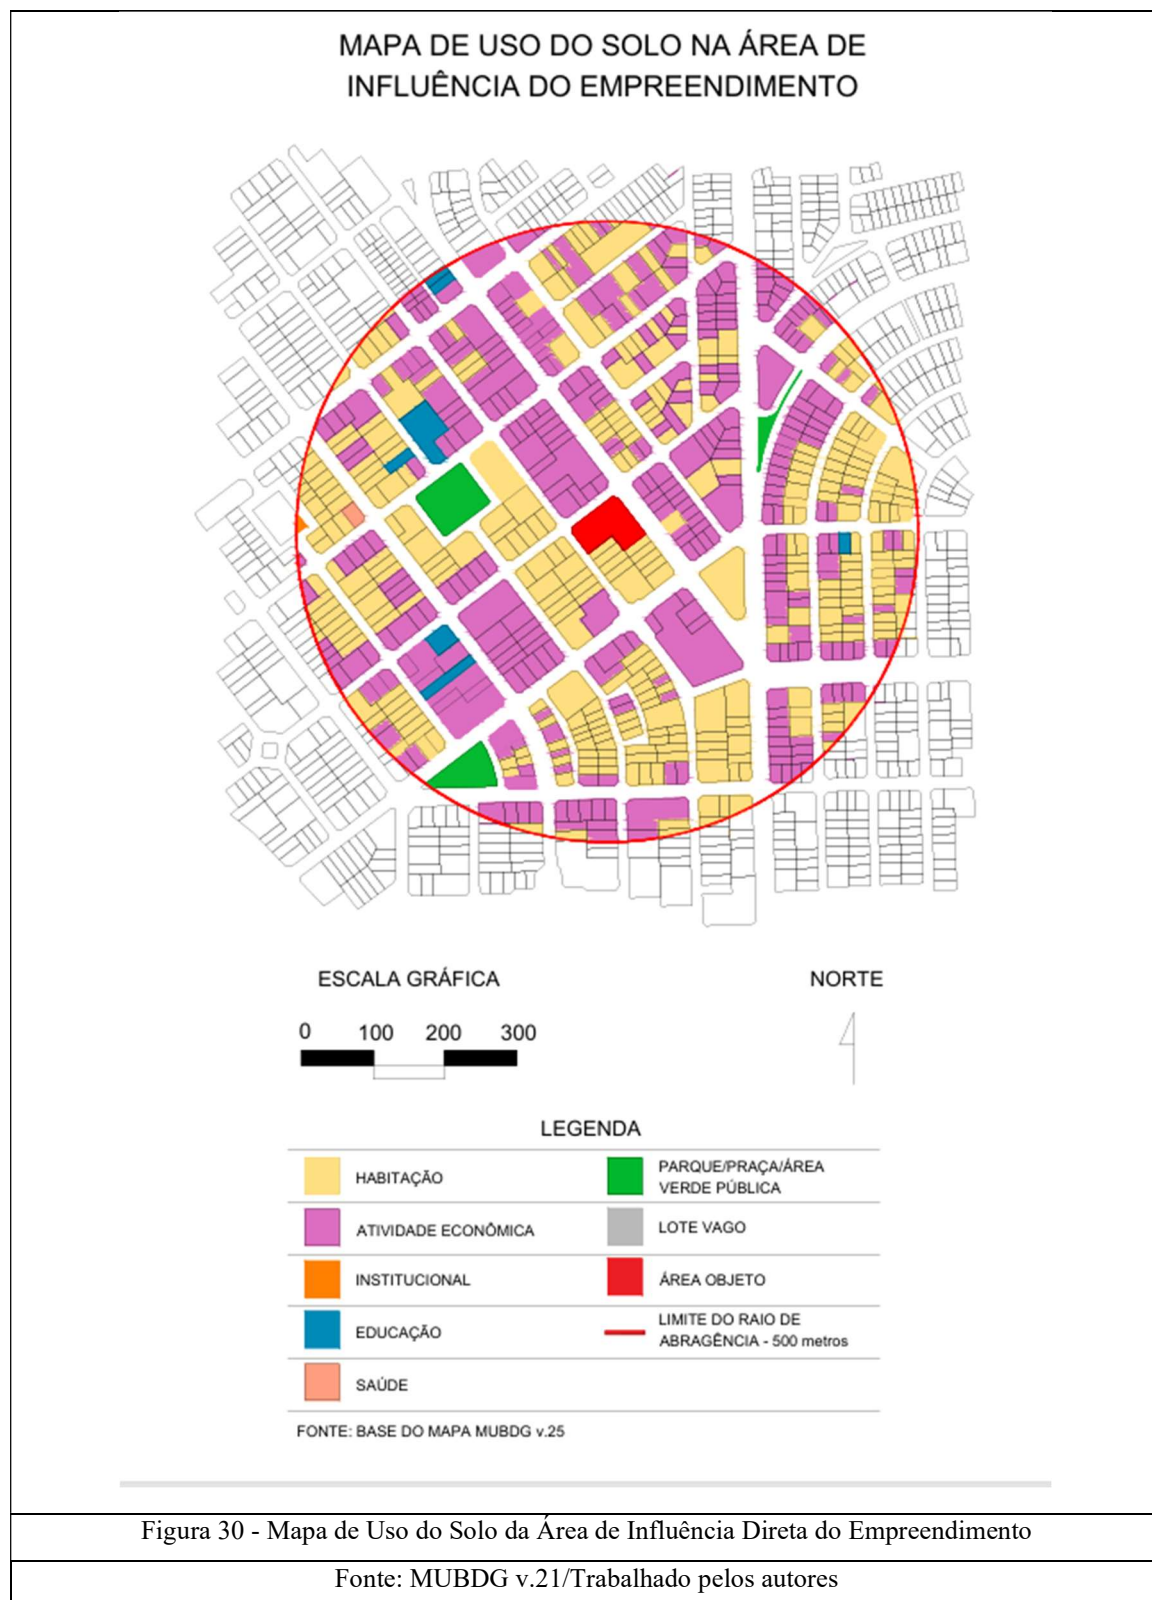 MAPA DE USO DO SOLO NA ÁREA DE
INFLUÊNCIA DO EMPREENDIMENTO
ESCALA GRÁFICA
NORTE
0 100 200 300
LEGENDA
HABITAÇÃO
ATIVIDADE ECONÔMICA
INSTITUCIONAL
EDUCAÇÃO
SAÚDE
PARQUE/PRAÇA/ÁREA
VERDE PÚBLICA
LOTE VAGO
ÁREA OBJETO
LIMITE DO RAIO DE
ABRAGÊNCIA - 500 metros
FONTE: BASE DO MAPA MUBDG v.25
Figura 30 - Mapa de Uso do Solo da Área de Influência Direta do Empreendimento
Fonte: MUBDG v.21/Trabalhado pelos autores